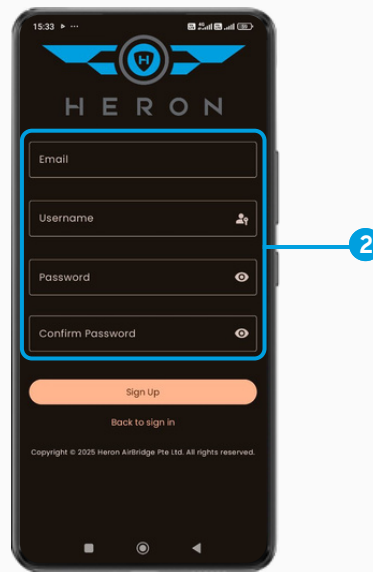 15:33
H
HERON
Email
Username
Password
Confirm Password
2
Sign Up
Back to sign in
Copyright © 2025 Heron AirBridge Pte Ltd. All rights reserved.